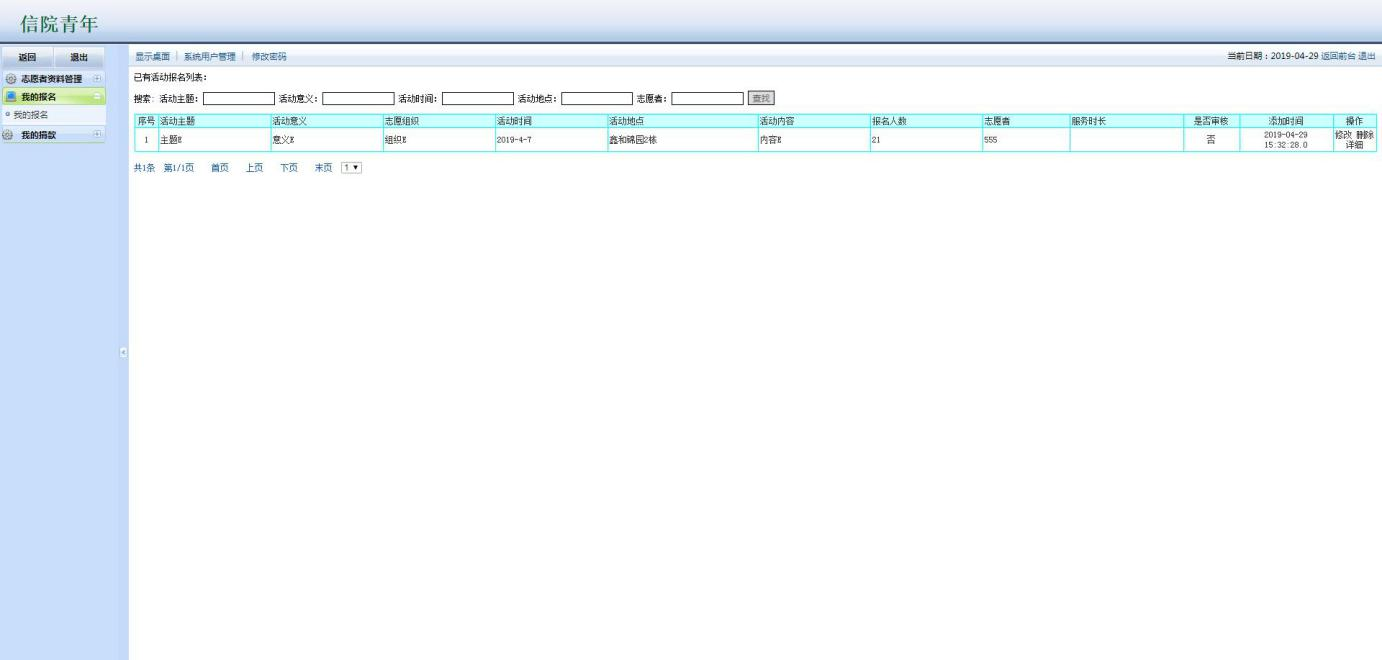 信院青年
返回 退出
显示桌面 | 系统用户管理 | 修改密码 当前日期：2019-04-29 返回前台 退出
志愿者资料管理
我的报名
我的报名
我的捐款
已有活动报名列表：
搜索: 活动主题： 活动意义： 活动时间： 活动地点： 志愿者： 查找
序号 活动主题 活动意义 志愿组织 活动时间 活动地点 活动内容 报名人数 志愿者 服务时长 是否审核 添加时间 操作
1 主题E 意义E 组织E 2019-4-7 鑫和锦园2栋 内容E 21 555 否 2019-04-29 15:32:28.0 修改 删除 详细
共1条 第1/1页 首页 上页 下页 末页 1